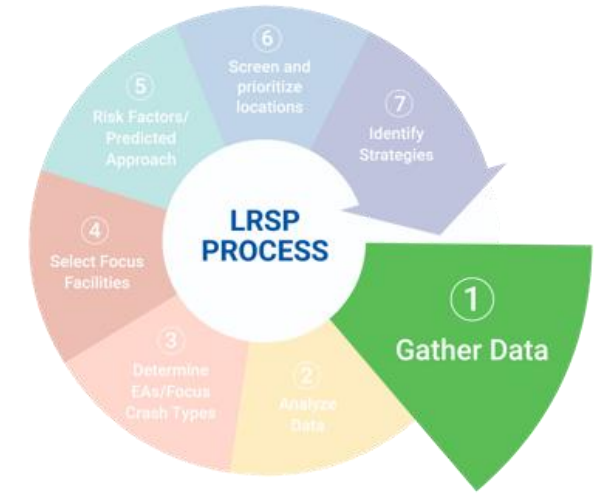 LRSP
PROCESS
1
Gather Data
2
Analyze
Data
3
Determine
EAs/Focus
Crash Types
4
Select Focus
Facilities
5
Risk Factors/
Predicted
Approach
6
Screen and
prioritize
locations
7
Identify
Strategies